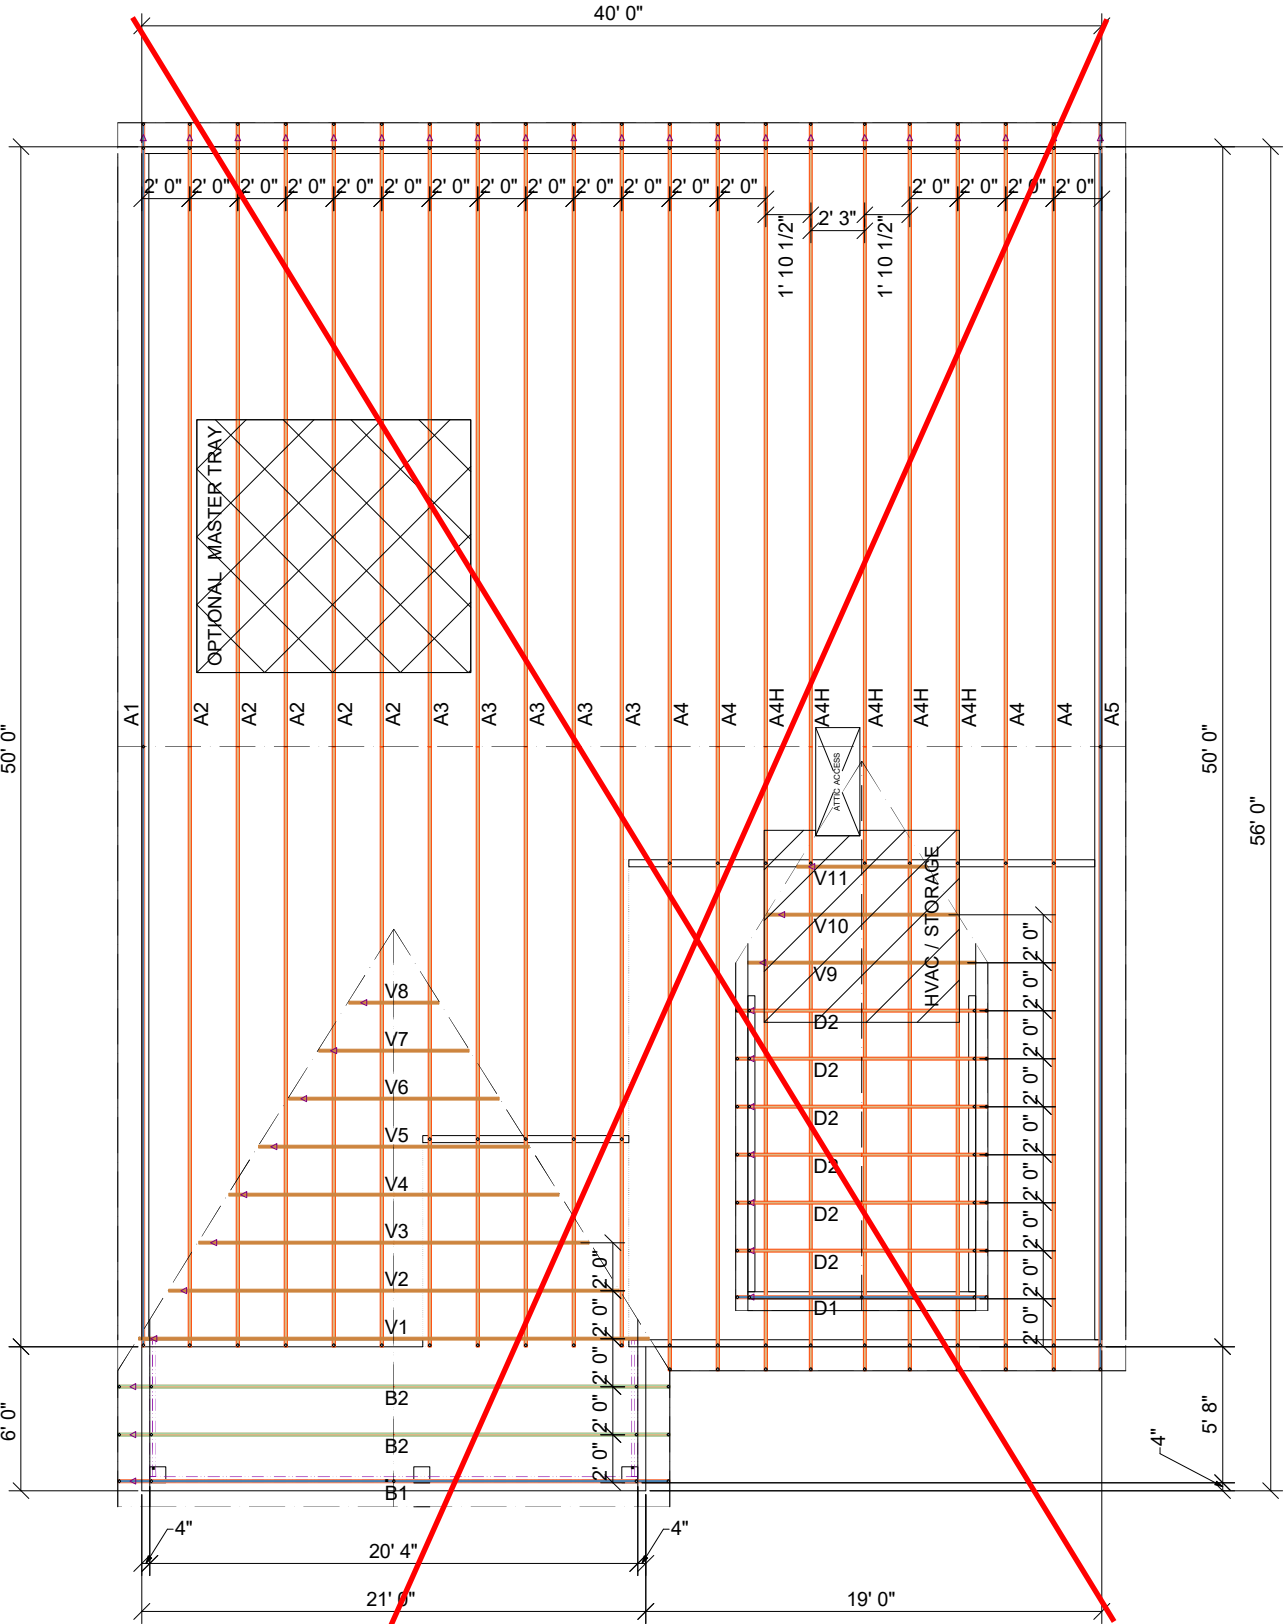 40' 0"
2' 0" 2' 0" 2' 0" 2' 0" 2' 0" 2' 0" 2' 0" 2' 0" 2' 0" 2' 0" 2' 0" 2' 0" 2' 0" 2' 0" 2' 0" 2' 0" 2' 0"
1' 10 1/2" 2' 3" 1' 10 1/2"
OPTIONAL MASTER TRAY
A1 A2 A2 A2 A2 A2 A3 A3 A3 A3 A3 A4 A4 A4H A4H A4H A4H A4H A4 A4 A5
50' 0"
50' 0"
56' 0"
ATTIC ACCESS
HVAC / STORAGE
V11
V10
V9
D2
D2
D2
D2
D2
D2
D1
2' 0"
2' 0"
2' 0"
2' 0"
2' 0"
2' 0"
2' 0"
2' 0"
2' 0"
V8
V7
V6
V5
V4
V3
V2
V1
B2
B2
B1
2' 0"
2' 0"
2' 0"
2' 0"
2' 0"
6' 0"
5' 8"
4"
4"
20' 4"
4"
21' 0"
19' 0"